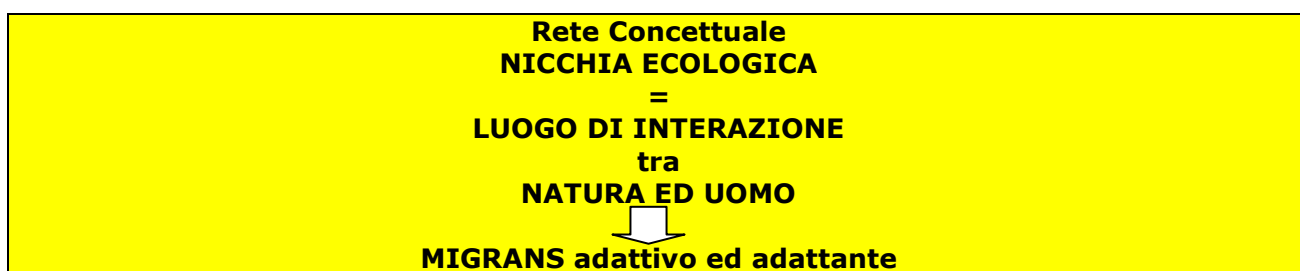 Rete Concettuale
NICCHIA ECOLOGICA
=
LUOGO DI INTERAZIONE
tra
NATURA ED UOMO
MIGRANS adattivo ed adattante